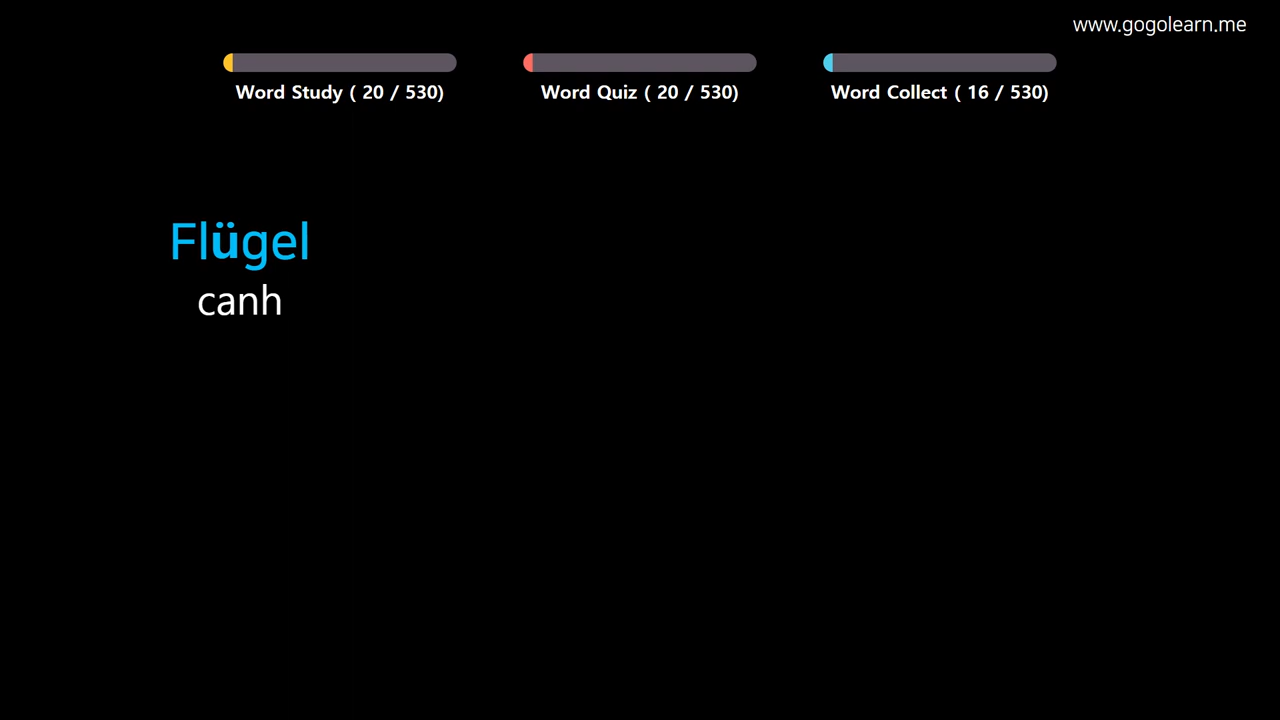 www.gogolearn.me
Word Study ( 20 / 530)
Word Quiz ( 20 / 530)
Word Collect ( 16 / 530)
Flügel
canh